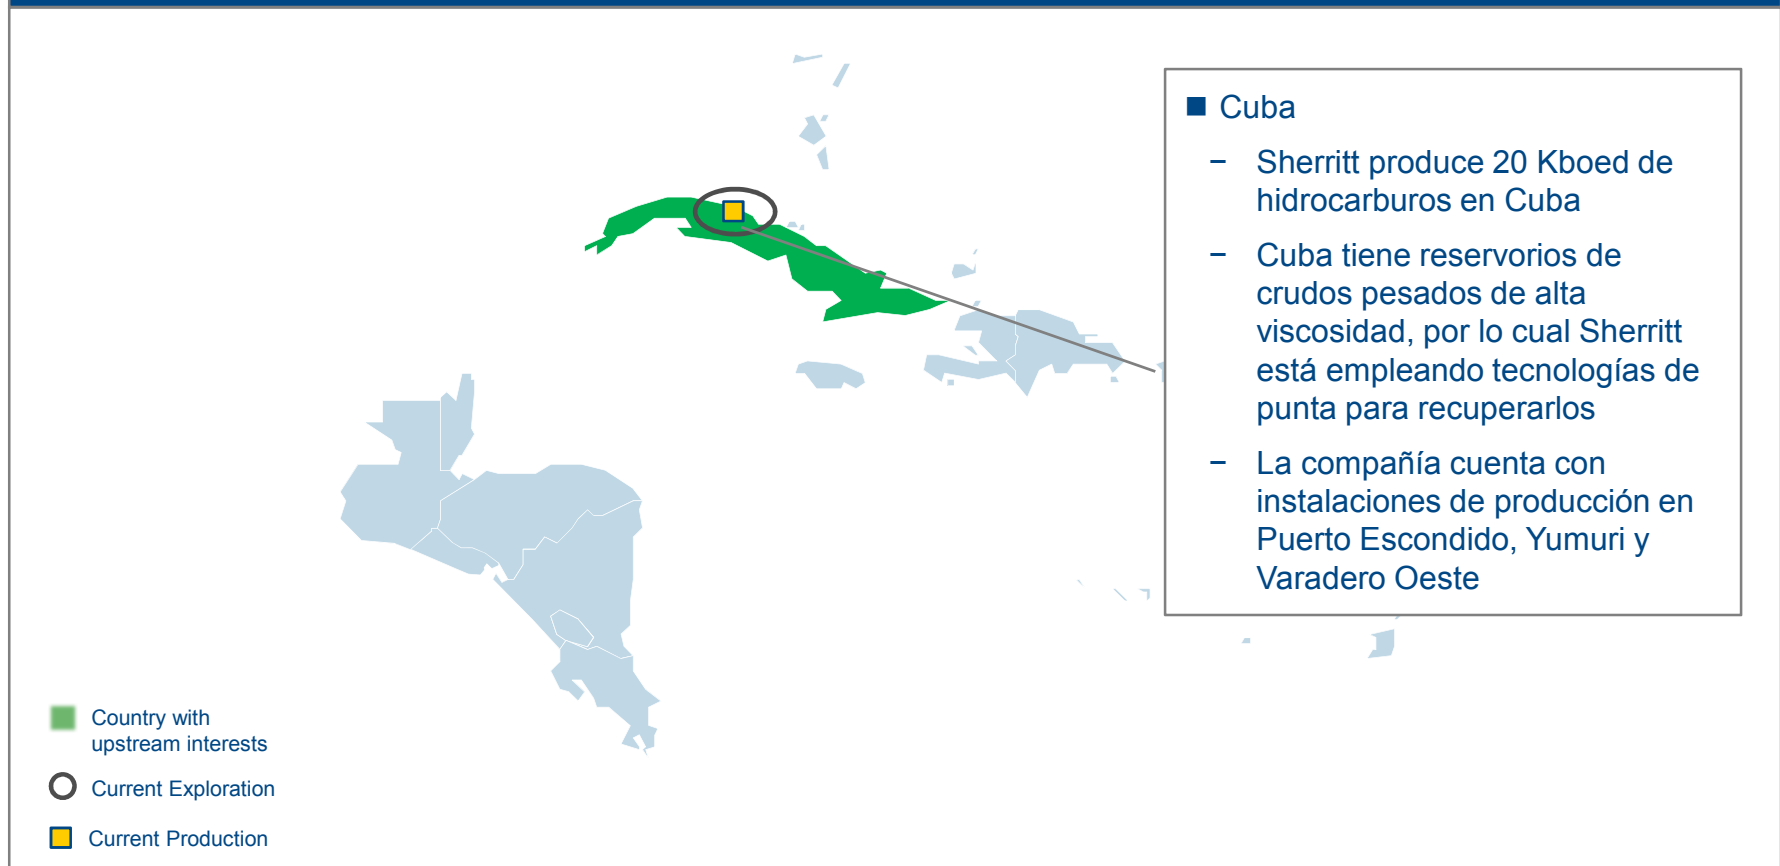 ■ Cuba
– Sherritt produce 20 Kboed de
hidrocarburos en Cuba
– Cuba tiene reservorios de
crudos pesados de alta
viscosidad, por lo cual Sherritt
está empleando tecnologías de
punta para recuperarlos
– La compañía cuenta con
instalaciones de producción en
Puerto Escondido, Yumuri y
Varadero Oeste
Country with
upstream interests
Current Exploration
Current Production